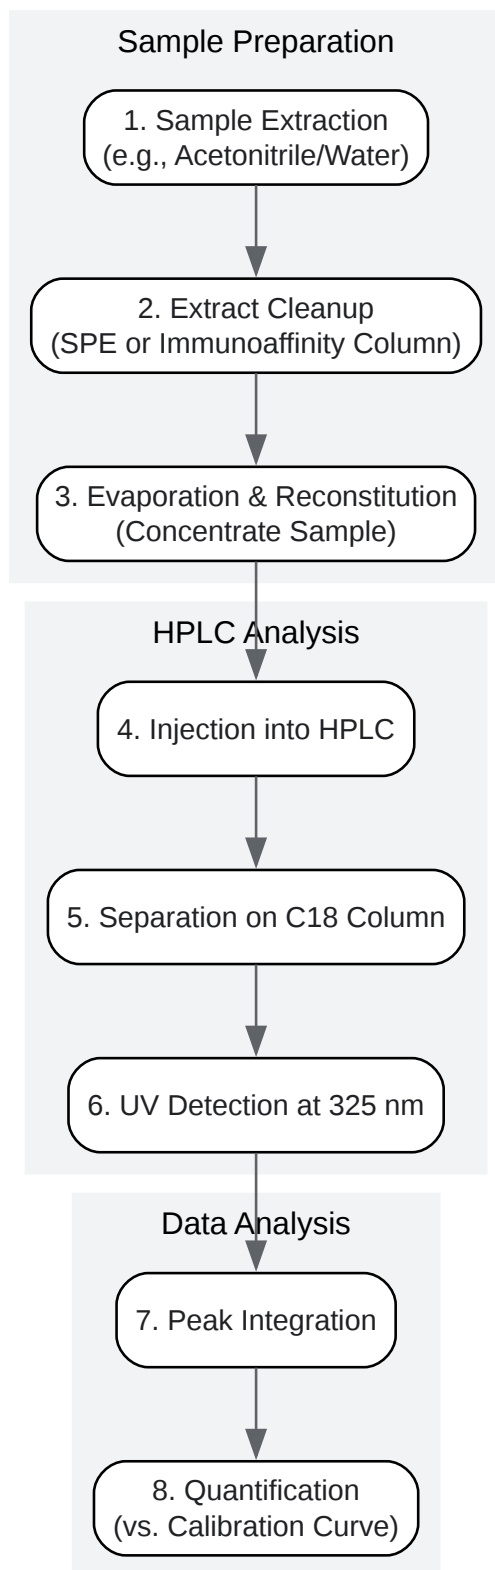 Sample Preparation
1. Sample Extraction
(e.g., Acetonitrile/Water)
2. Extract Cleanup
(SPE or Immunoaffinity Column)
3. Evaporation & Reconstitution
(Concentrate Sample)
HPLC Analysis
4. Injection into HPLC
5. Separation on C18 Column
6. UV Detection at 325 nm
Data Analysis
7. Peak Integration
8. Quantification
(vs. Calibration Curve)